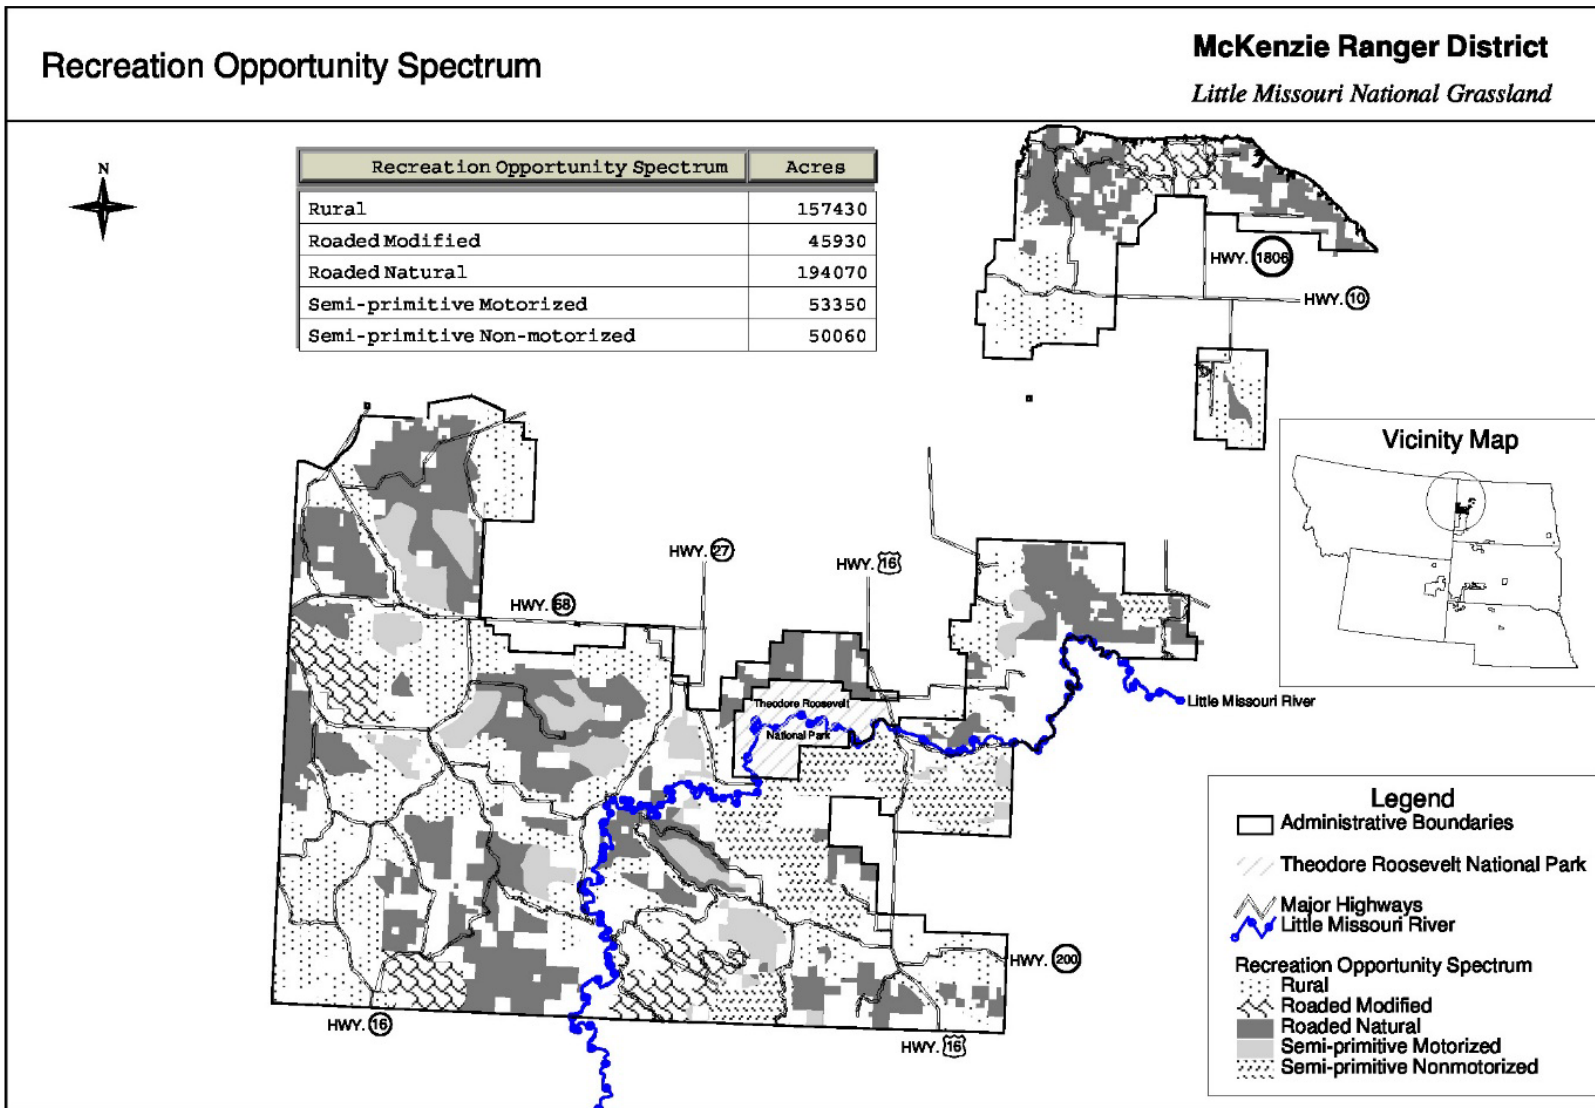 Recreation Opportunity Spectrum
McKenzie Ranger District
Little Missouri National Grassland
N
Recreation Opportunity Spectrum Acres
Rural 157430
Roaded Modified 45930
Roaded Natural 194070
Semi-primitive Motorized 53350
Semi-primitive Non-motorized 50060
HWY. 1806
HWY. 10
Vicinity Map
HWY. 27
HWY. 16
HWY. 68
Theodore Roosevelt
National Park
Little Missouri River
HWY. 200
HWY. 16
HWY. 16
Legend
Administrative Boundaries
Theodore Roosevelt National Park
Major Highways
Little Missouri River
Recreation Opportunity Spectrum
Rural
Roaded Modified
Roaded Natural
Semi-primitive Motorized
Semi-primitive Nonmotorized